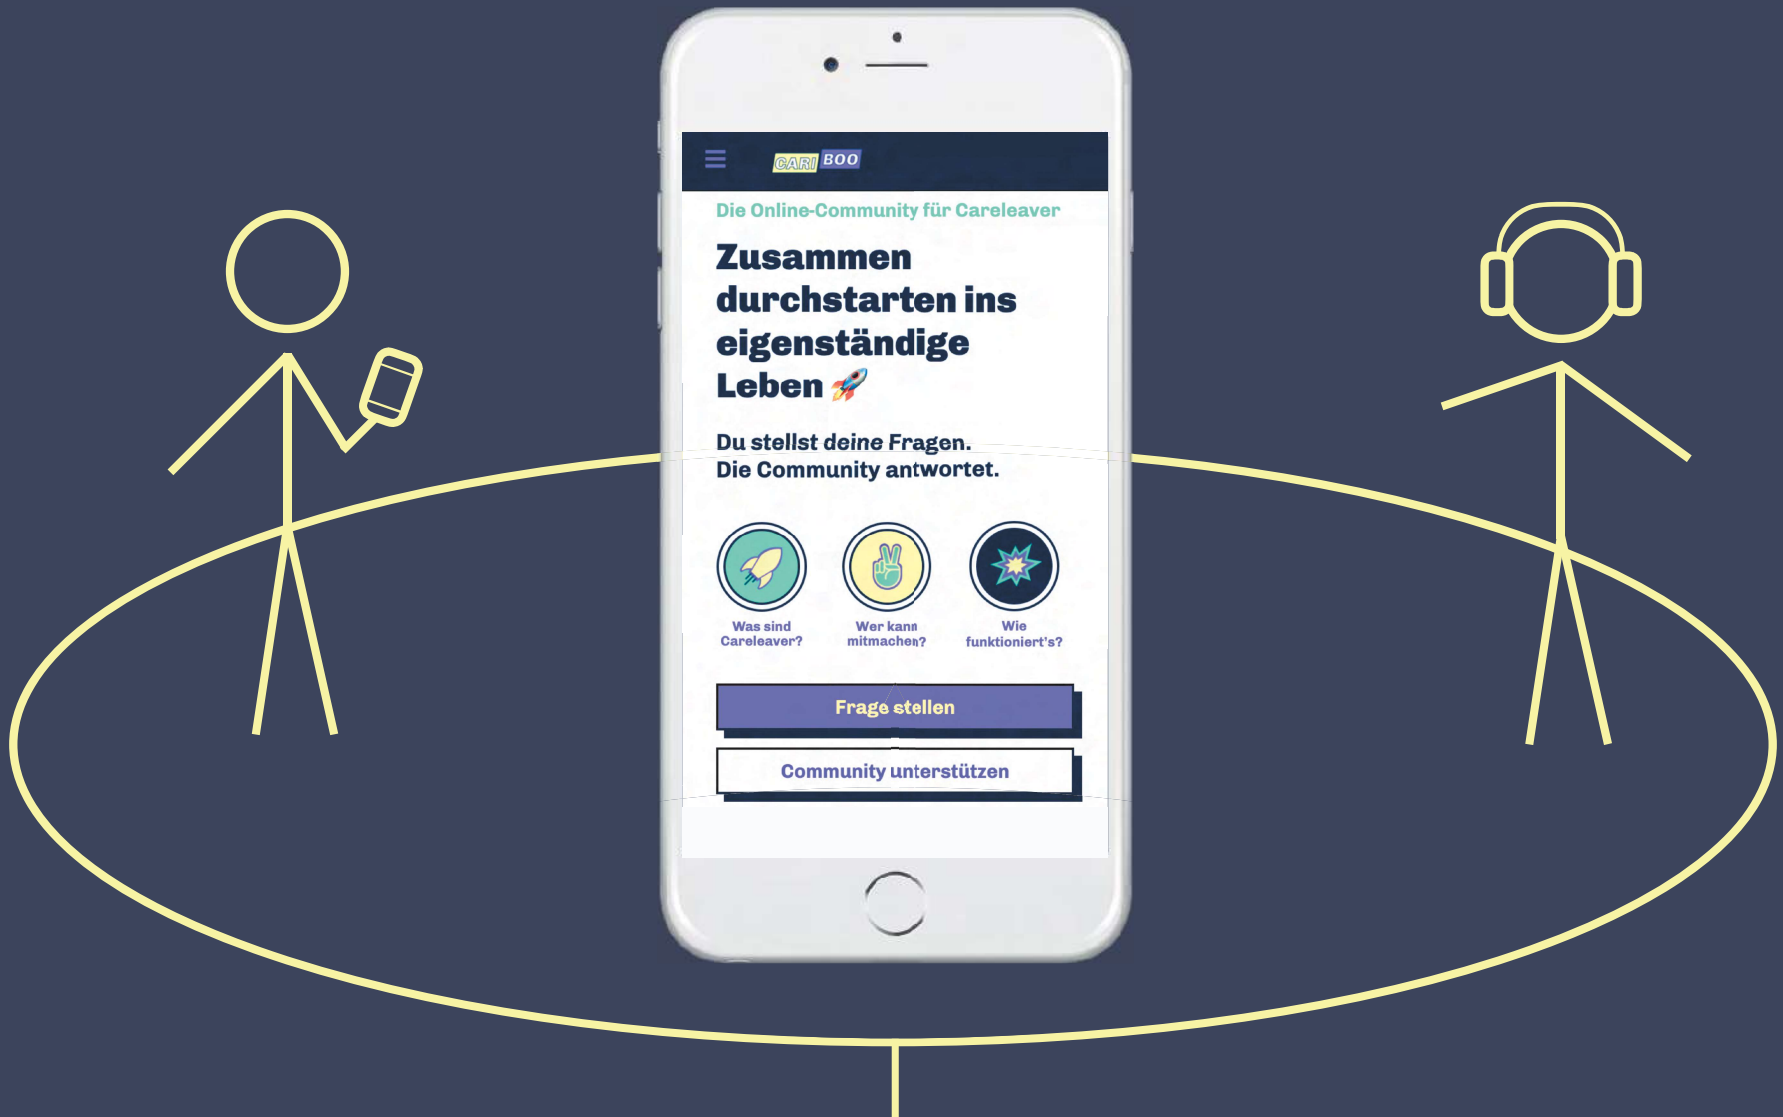 CARI BOO
Die Online-Community für Careleaver
Zusammen
durchstarten ins
eigenständige
Leben 🚀
Du stellst deine Fragen.
Die Community antwortet.
Was sind
Careleaver?
Wer kann
mitmachen?
Wie
funktioniert's?
Frage stellen
Community unterstützen